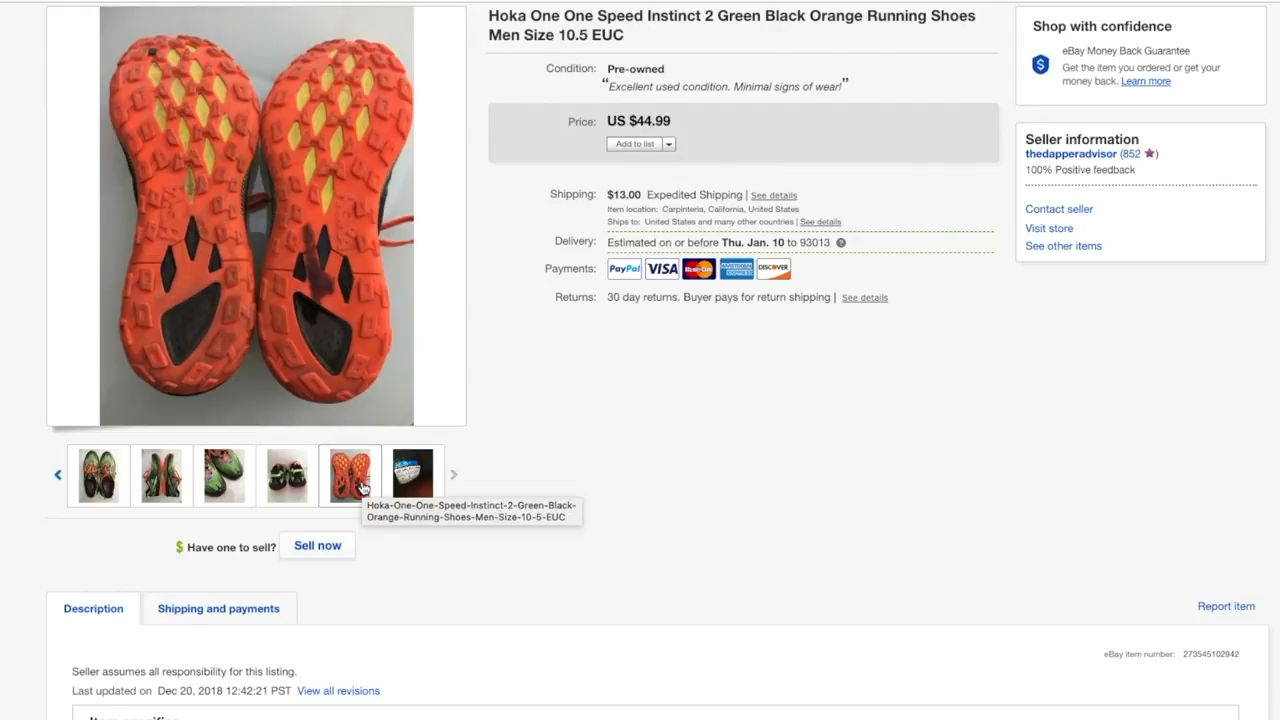 Hoka One One Speed Instinct 2 Green Black Orange Running Shoes
Men Size 10.5 EUC
Condition: Pre-owned
“Excellent used condition. Minimal signs of wear!”
Price: US $44.99
Add to list
Shipping: $13.00 Expedited Shipping | See details
Item location: Carpinteria, California, United States
Ships to: United States and many other countries | See details
Delivery: Estimated on or before Thu. Jan. 10 to 93013 ?
Payments: PayPal VISA MasterCard AMERICAN EXPRESS DISCOVER
Returns: 30 day returns. Buyer pays for return shipping | See details
Shop with confidence
eBay Money Back Guarantee
Get the item you ordered or get your
money back. Learn more
Seller information
thedapperadvisor (852 ★)
100% Positive feedback
Contact seller
Visit store
See other items
Hoka-One-One-Speed-Instinct-2-Green-Black-
Orange-Running-Shoes-Men-Size-10-5-EUC
Have one to sell? Sell now
Description
Shipping and payments
Report item
eBay item number: 273545102942
Seller assumes all responsibility for this listing.
Last updated on Dec 20, 2018 12:42:21 PST View all revisions